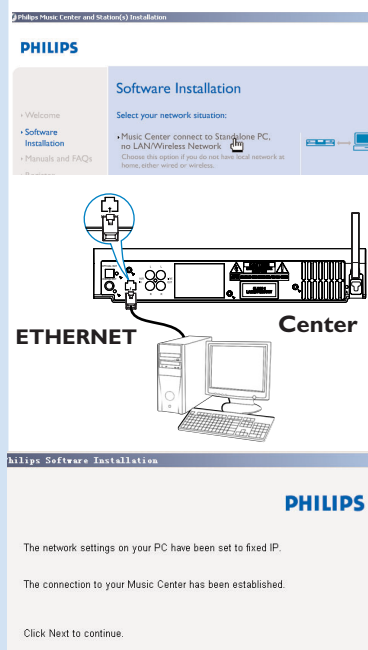 Philips Music Center and Station(s) Installation
PHILIPS
Software Installation
Select your network situation:
• Welcome
• Software
Installation
• Manuals and FAQs
• Music Center connect to Standalone PC,
no LAN/Wireless Network
Choose this option if you do not have local network at
home, either wired or wireless.
ETHERNET
Center
Philips Software Installation
PHILIPS
The network settings on your PC have been set to fixed IP.
The connection to your Music Center has been established.
Click Next to continue.